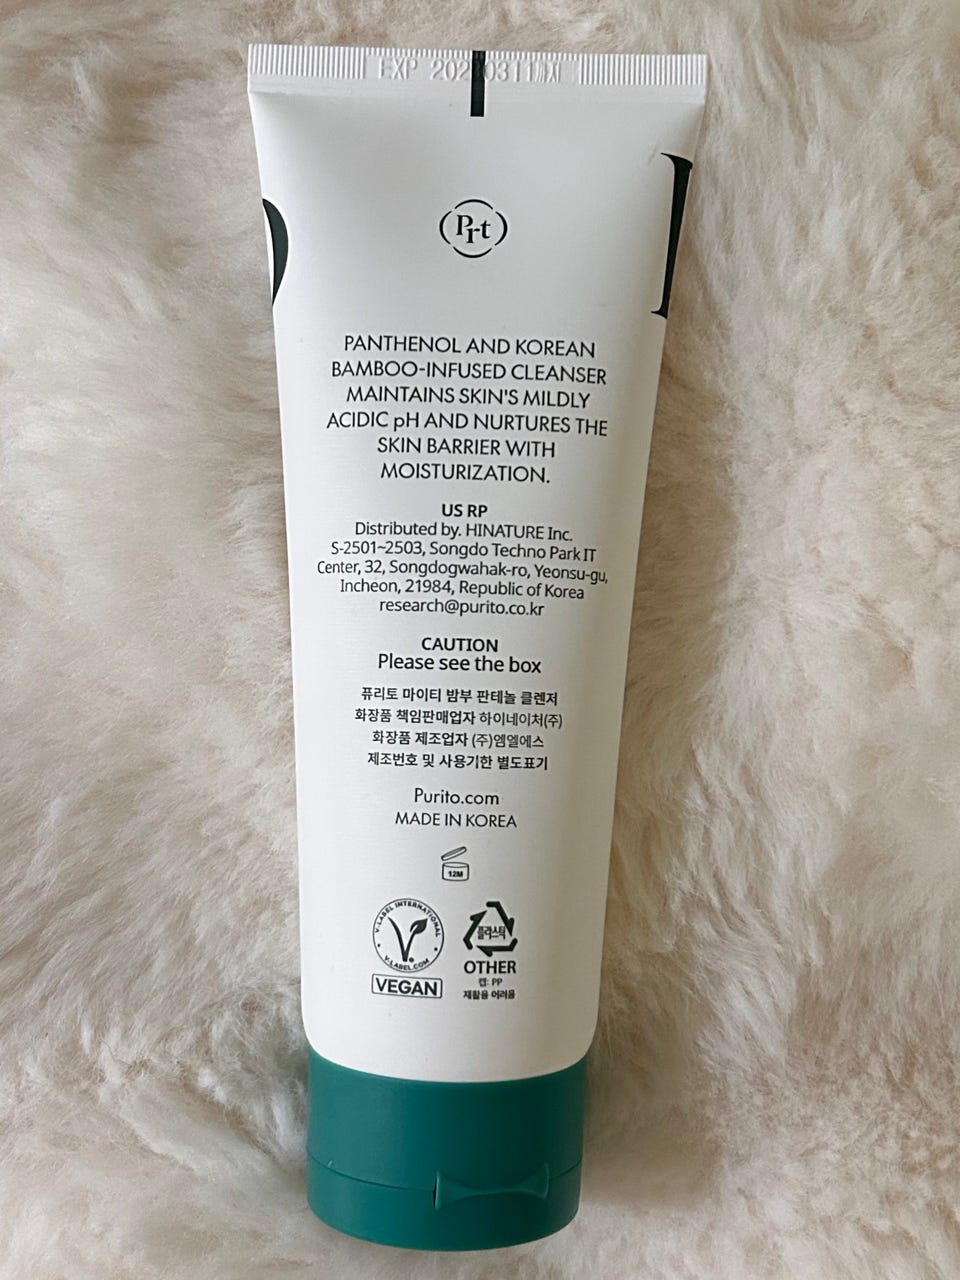 EXP
Prt
PANTHENOL AND KOREAN
BAMBOO-INFUSED CLEANSER
MAINTAINS SKIN'S MILDLY
ACIDIC pH AND NURTURES THE
SKIN BARRIER WITH
MOISTURIZATION.
US RP
Distributed by. HINATURE Inc.
S-2501~2503, Songdo Techno Park IT
Center, 32, Songdogwahak-ro, Yeonsu-gu,
Incheon, 21984, Republic of Korea
research@purito.co.kr
CAUTION
Please see the box
퓨리토 마이티 밤부 판테놀 클렌저
화장품 책임판매업자 하이네이처(주)
화장품 제조업자 (주)엠엘에스
제조번호 및 사용기한 별도표기
Purito.com
MADE IN KOREA
12M
V-LABEL INTERNATIONAL
V-LABEL.COM
VEGAN
플라스틱
OTHER
캡: PP
재활용 어려움